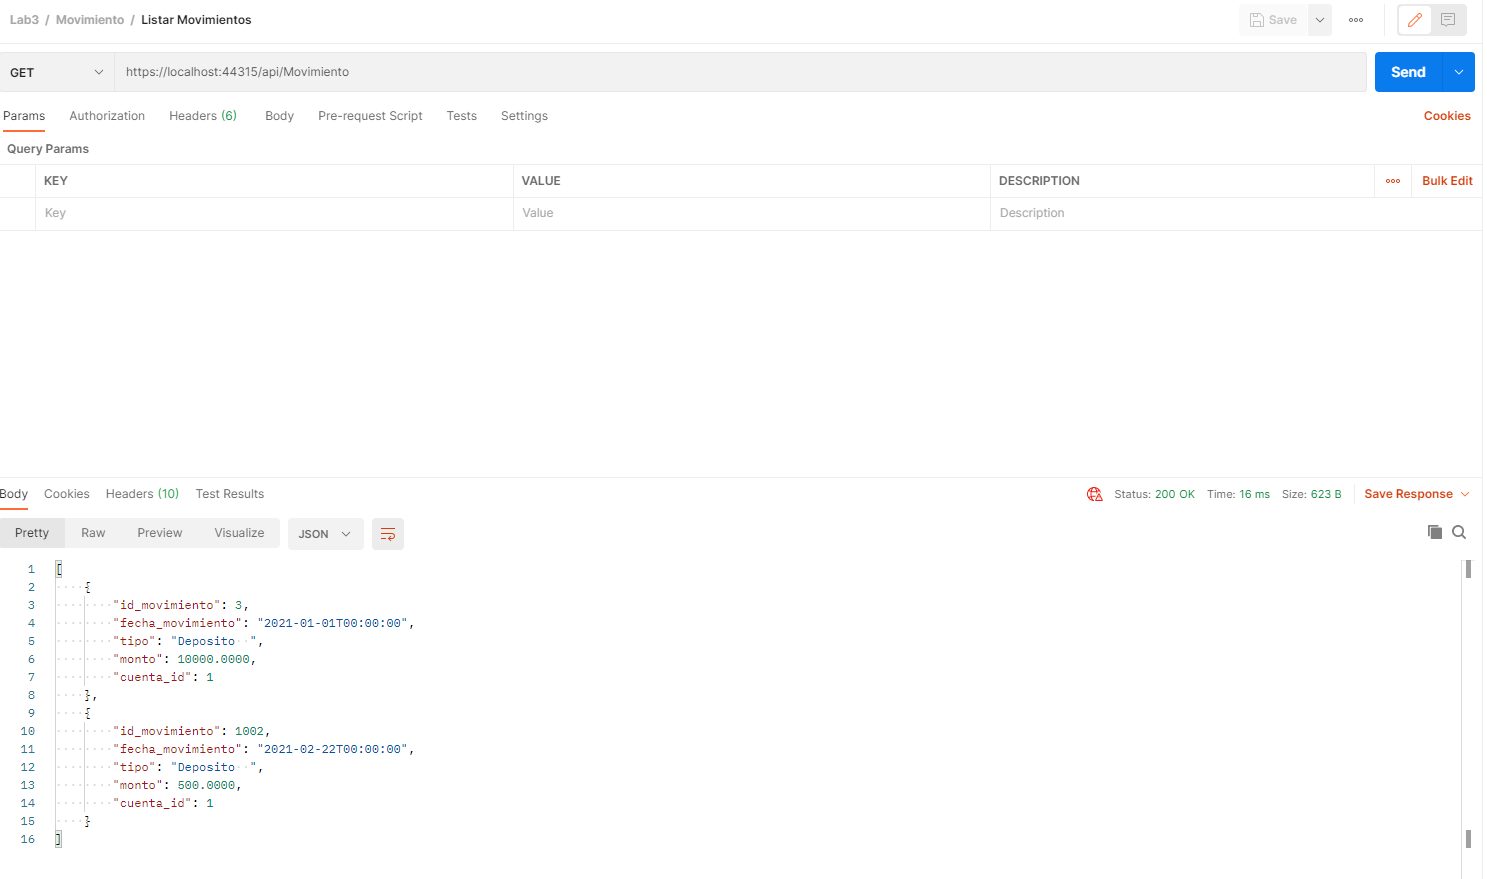 Lab3 / Movimiento / Listar Movimientos
Save
GET
https://localhost:44315/api/Movimiento
Send
Params Authorization Headers (6) Body Pre-request Script Tests Settings
Cookies
Query Params
KEY VALUE DESCRIPTION
Bulk Edit
Key Value Description
Body Cookies Headers (10) Test Results
Status: 200 OK Time: 16 ms Size: 623 B
Save Response
Pretty Raw Preview Visualize JSON
1 [
2 {
3 "id_movimiento": 3,
4 "fecha_movimiento": "2021-01-01T00:00:00",
5 "tipo": "Deposito  ",
6 "monto": 10000.0000,
7 "cuenta_id": 1
8 },
9 {
10 "id_movimiento": 1002,
11 "fecha_movimiento": "2021-02-22T00:00:00",
12 "tipo": "Deposito  ",
13 "monto": 500.0000,
14 "cuenta_id": 1
15 }
16 ]